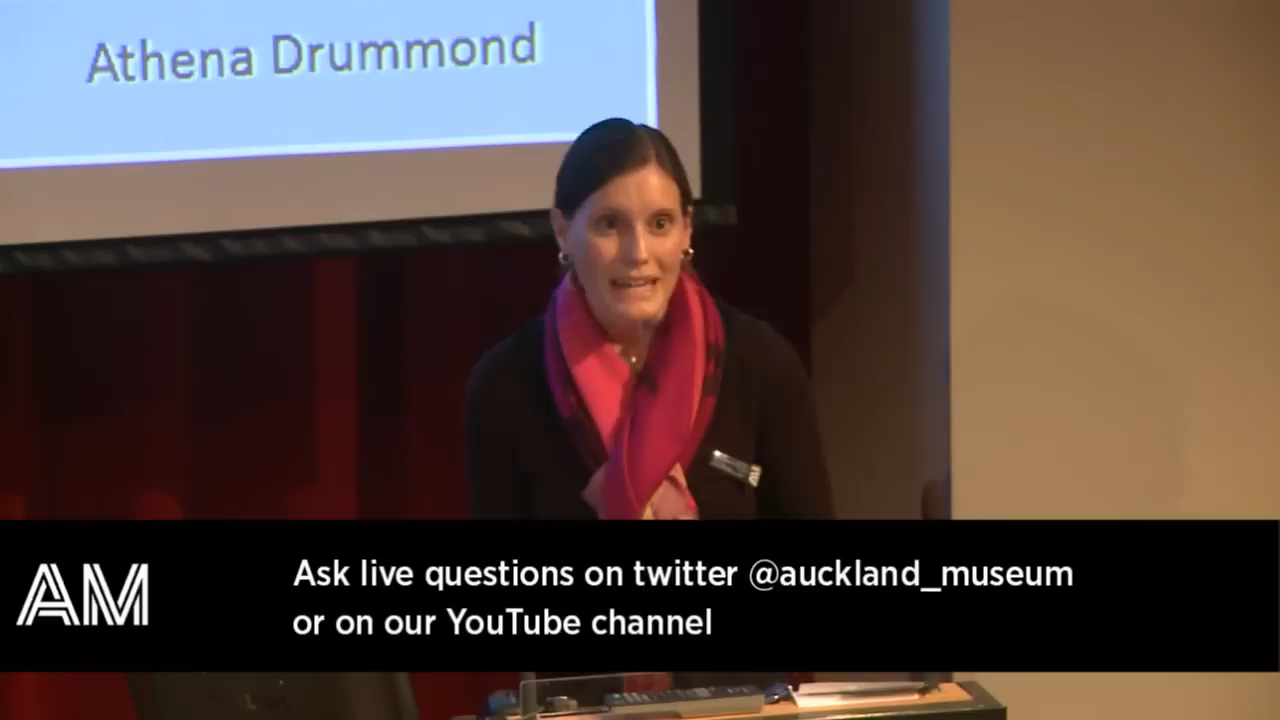 Athena Drummond
AM
Ask live questions on twitter @auckland_museum
or on our YouTube channel